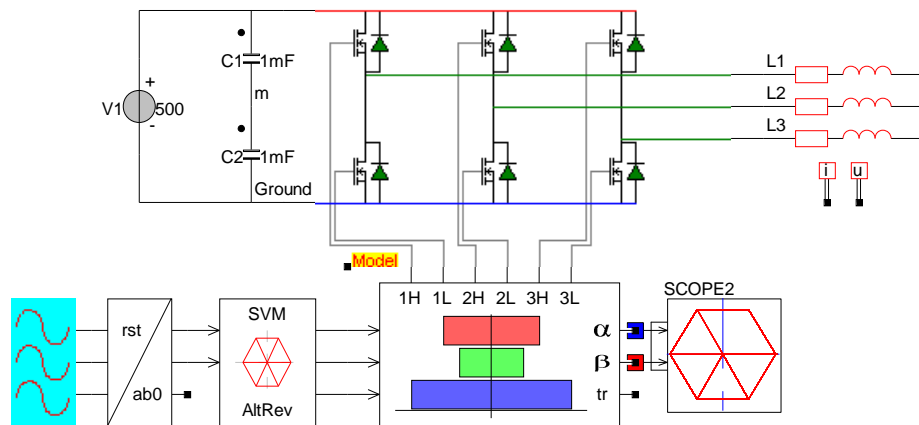 C1 1mF
L1
+
V1 500
-
m
L2
L3
C2 1mF
i u
Ground
Model
SCOPE2
1H 1L 2H 2L 3H 3L
rst
SVM
α
β
ab0
AltRev
tr